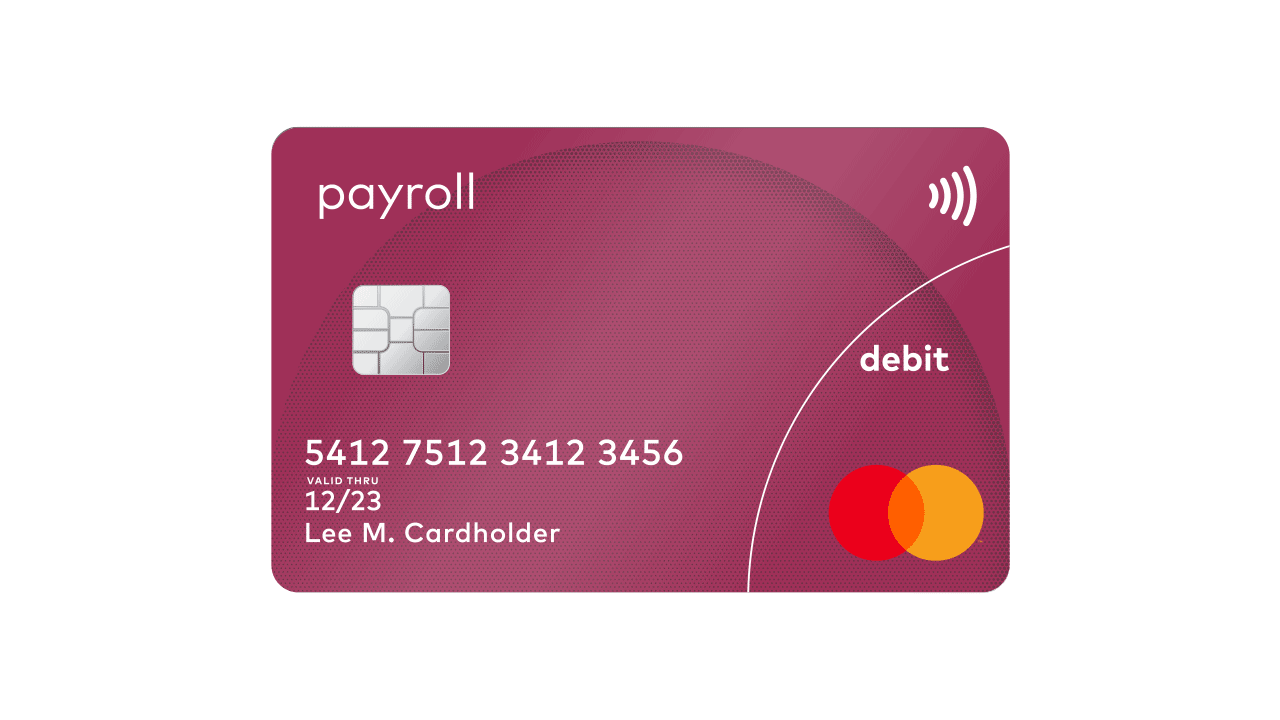 payroll
debit
5412 7512 3412 3456
VALID THRU
12/23
Lee M. Cardholder